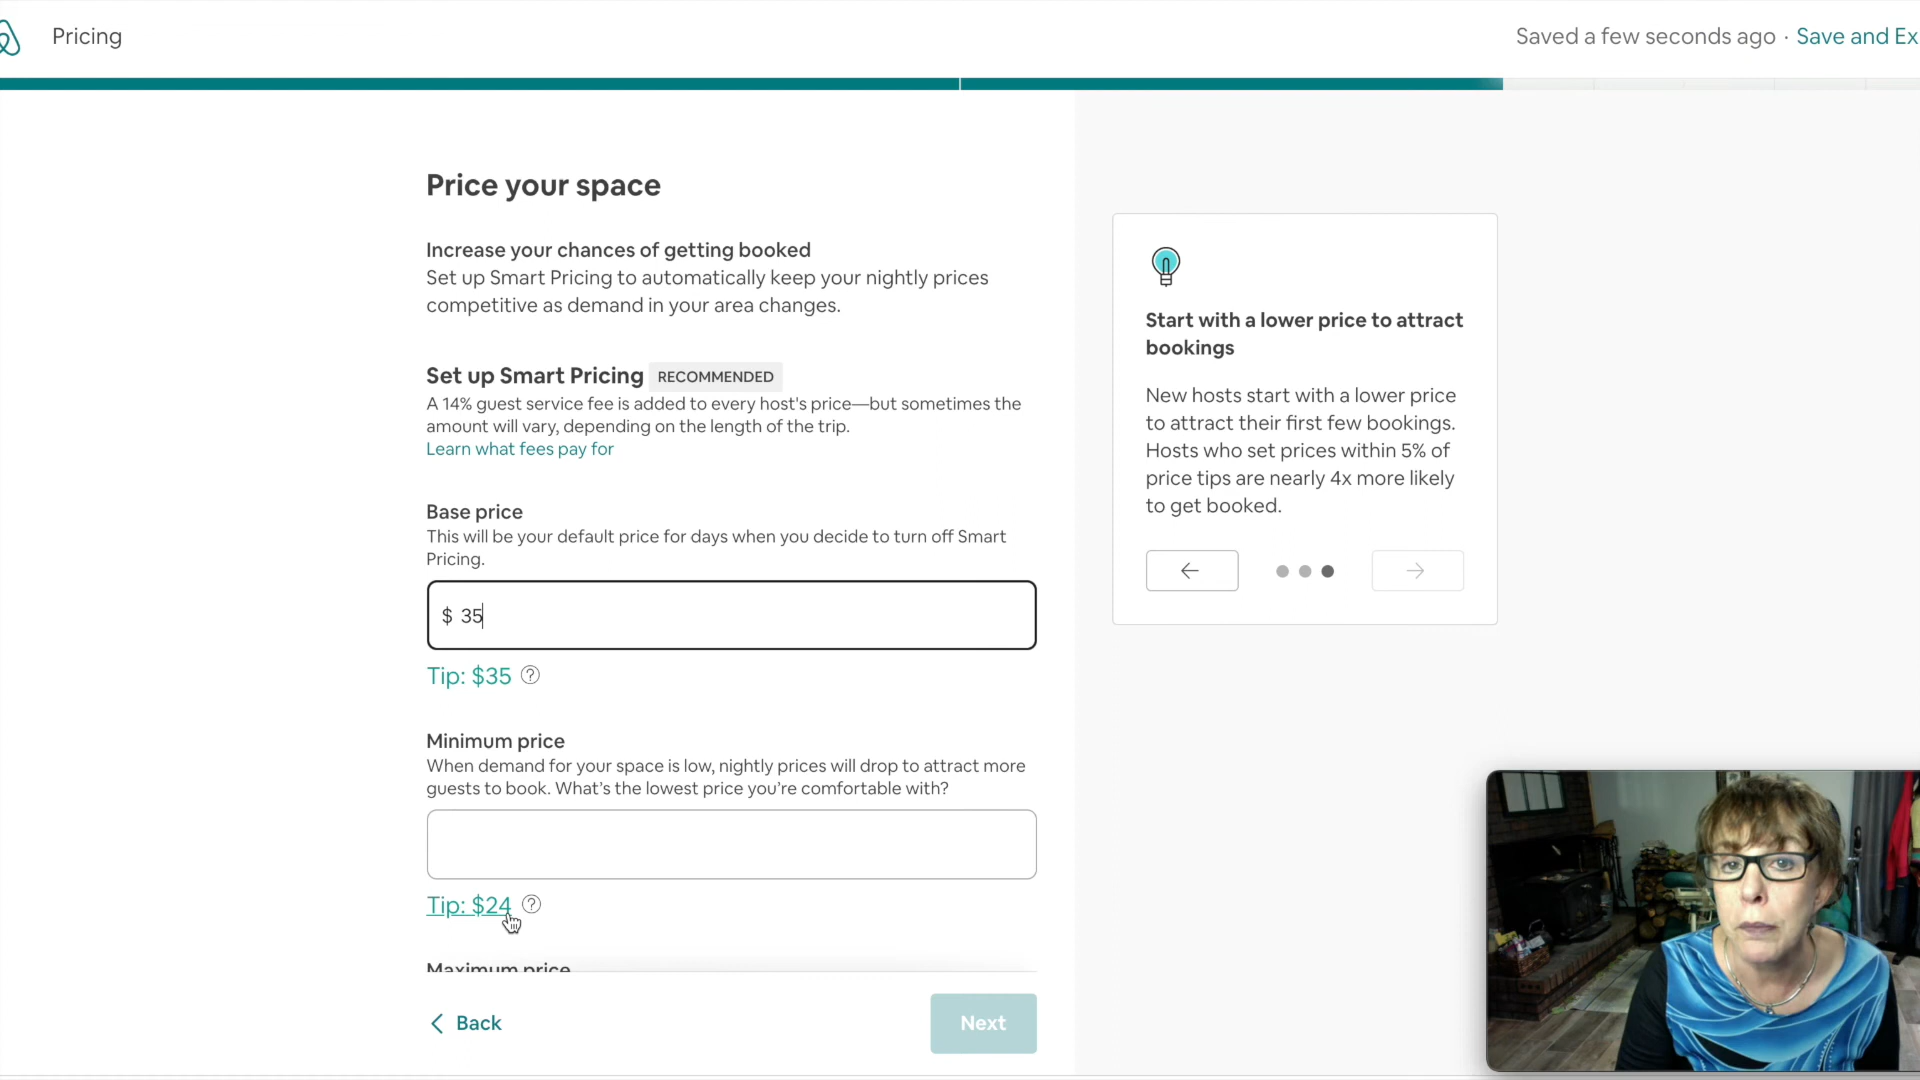 Pricing
Saved a few seconds ago · Save and Ex
Price your space
Increase your chances of getting booked
Set up Smart Pricing to automatically keep your nightly prices
competitive as demand in your area changes.
Set up Smart Pricing RECOMMENDED
A 14% guest service fee is added to every host's price—but sometimes the
amount will vary, depending on the length of the trip.
Learn what fees pay for
Base price
This will be your default price for days when you decide to turn off Smart
Pricing.
$ 35
Tip: $35 ?
Minimum price
When demand for your space is low, nightly prices will drop to attract more
guests to book. What’s the lowest price you’re comfortable with?
Tip: $24 ?
Maximum price
Back
Next
Start with a lower price to attract
bookings
New hosts start with a lower price
to attract their first few bookings.
Hosts who set prices within 5% of
price tips are nearly 4x more likely
to get booked.